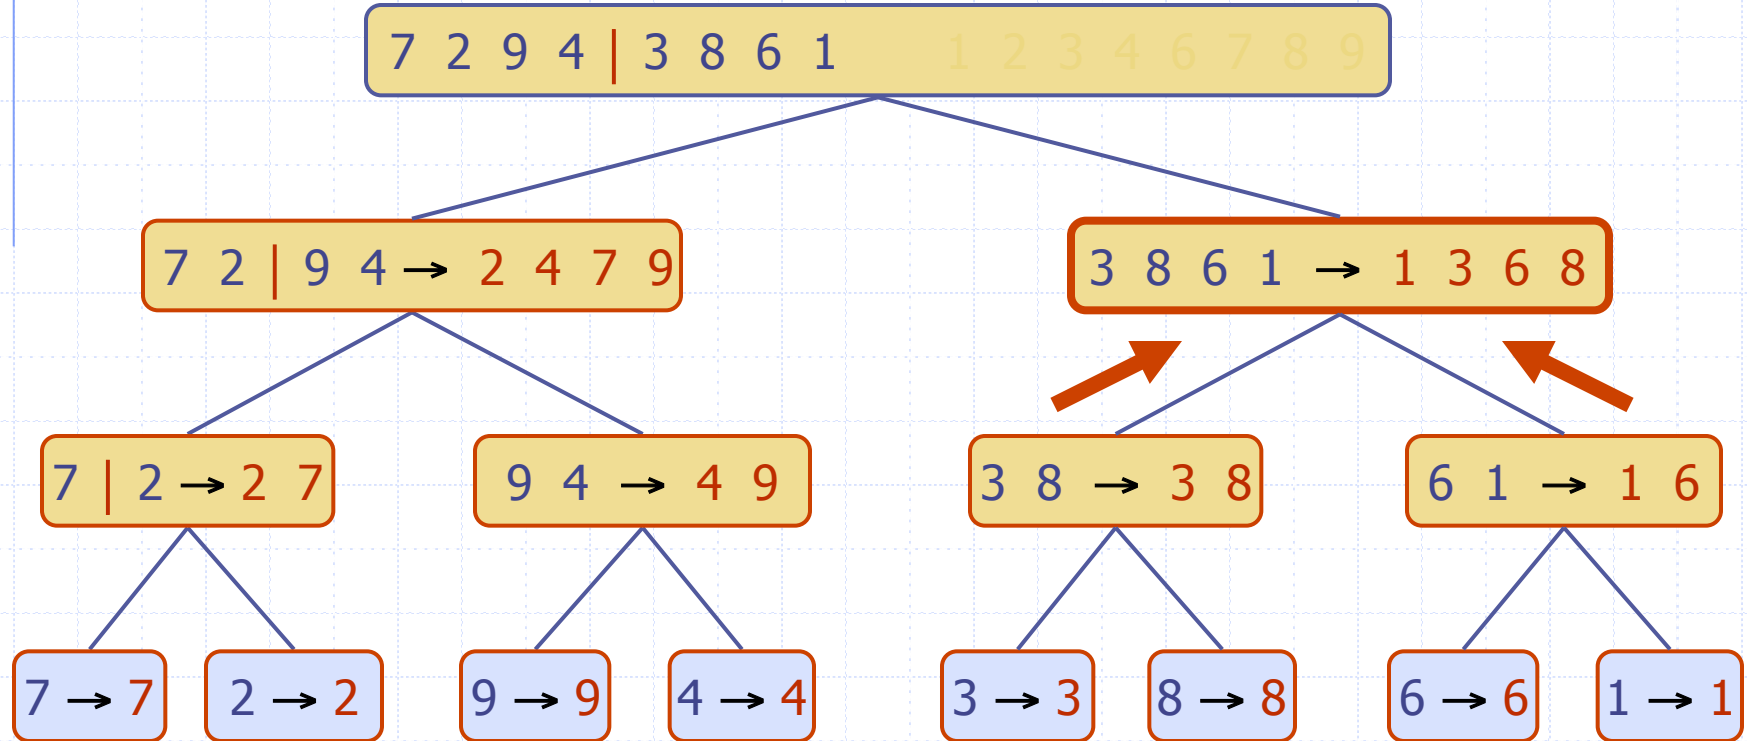 7 2 9 4 | 3 8 6 1 1 2 3 4 6 7 8 9
7 2 | 9 4 → 2 4 7 9
3 8 6 1 → 1 3 6 8
7 | 2 → 2 7
9 4 → 4 9
3 8 → 3 8
6 1 → 1 6
7 → 7
2 → 2
9 → 9
4 → 4
3 → 3
8 → 8
6 → 6
1 → 1